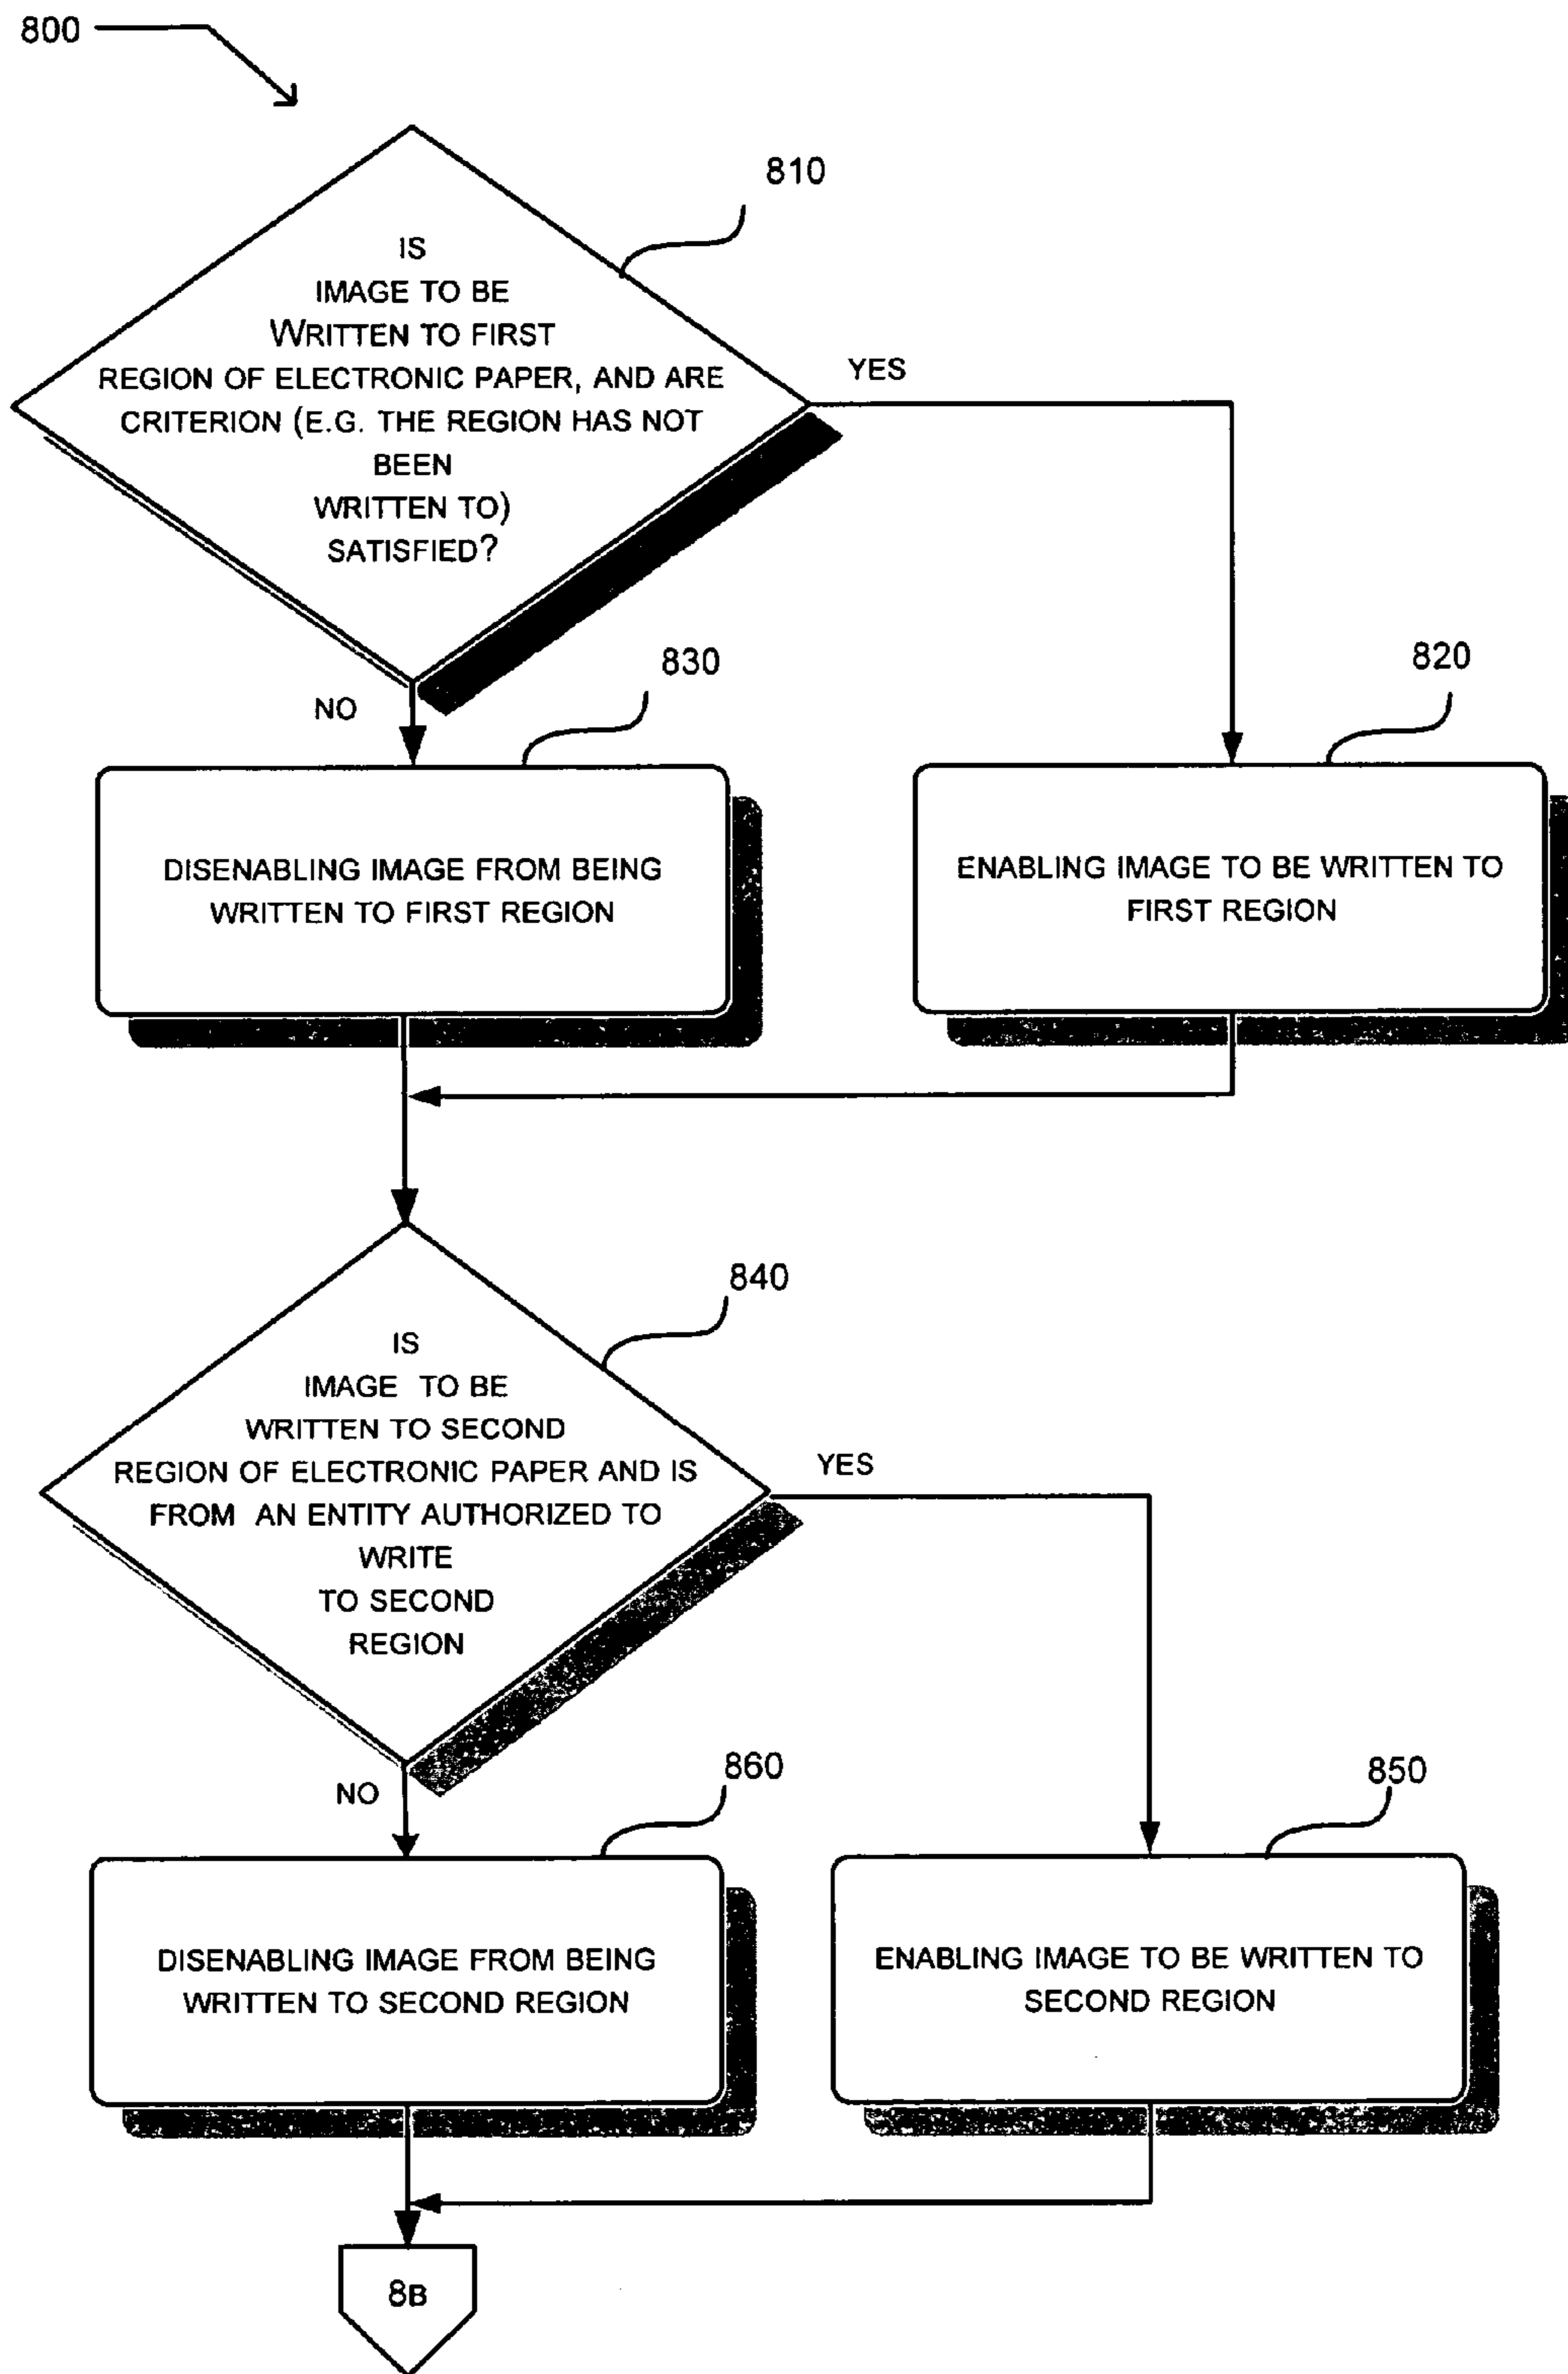 800
810
IS
IMAGE TO BE
WRITTEN TO FIRST
REGION OF ELECTRONIC PAPER, AND ARE
CRITERION (E.G. THE REGION HAS NOT
BEEN
WRITTEN TO)
SATISFIED?
YES
NO
830
820
DISENABLING IMAGE FROM BEING
WRITTEN TO FIRST REGION
ENABLING IMAGE TO BE WRITTEN TO
FIRST REGION
840
IS
IMAGE TO BE
WRITTEN TO SECOND
REGION OF ELECTRONIC PAPER AND IS
FROM AN ENTITY AUTHORIZED TO
WRITE
TO SECOND
REGION
YES
NO
860
850
DISENABLING IMAGE FROM BEING
WRITTEN TO SECOND REGION
ENABLING IMAGE TO BE WRITTEN TO
SECOND REGION
8B